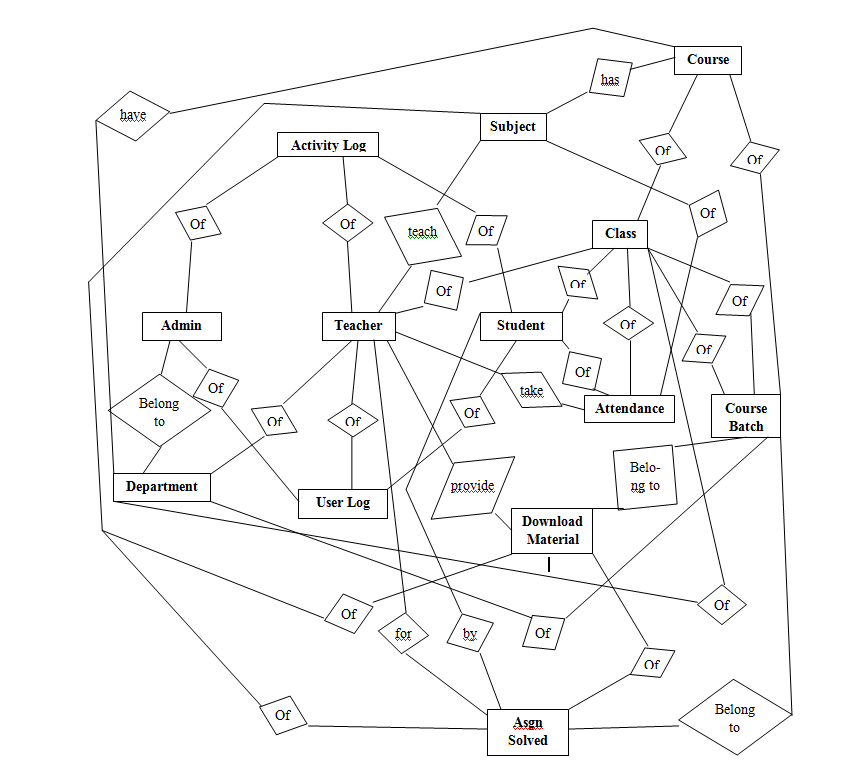 Course
has
have
Subject
Activity Log
Of
Of
Of
Of
Of
teach
Of
Class
Of
Of
Of
Of
Admin
Teacher
Student
Of
Of
Of
Of
take
Belong
to
Attendance
Course
Batch
Of
Of
Of
Belo-
ng to
Department
provide
User Log
Download
Material
Of
Of
for
by
Of
Of
Of
Belong
to
Asgn
Solved